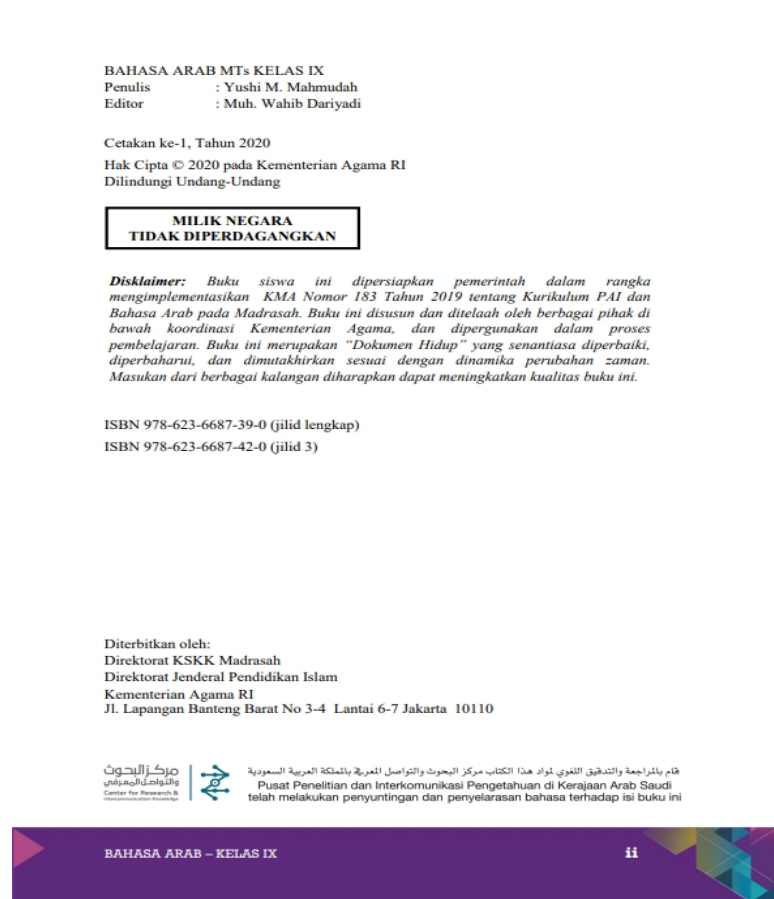 BAHASA ARAB MTs KELAS IX
Penulis : Yushi M. Mahmudah
Editor : Muh. Wahib Dariyadi
Cetakan ke-1, Tahun 2020
Hak Cipta © 2020 pada Kementerian Agama RI
Dilindungi Undang-Undang
MILIK NEGARA
TIDAK DIPERDAGANGKAN
Disklaimer: Buku siswa ini dipersiapkan pemerintah dalam rangka
mengimplementasikan KMA Nomor 183 Tahun 2019 tentang Kurikulum PAI dan
Bahasa Arab pada Madrasah. Buku ini disusun dan ditelaah oleh berbagai pihak di
bawah koordinasi Kementerian Agama, dan dipergunakan dalam proses
pembelajaran. Buku ini merupakan “Dokumen Hidup” yang senantiasa diperbaiki,
diperbaharui, dan dimutakhirkan sesuai dengan dinamika perubahan zaman.
Masukan dari berbagai kalangan diharapkan dapat meningkatkan kualitas buku ini.
ISBN 978-623-6687-39-0 (jilid lengkap)
ISBN 978-623-6687-42-0 (jilid 3)
Diterbitkan oleh:
Direktorat KSKK Madrasah
Direktorat Jenderal Pendidikan Islam
Kementerian Agama RI
Jl. Lapangan Banteng Barat No 3-4 Lantai 6-7 Jakarta 10110
مركز البحوث
والتواصل المعرفي
Center for Research &
Intercommunication Knowledge
قام بالمراجعة والتدقيق اللغوي لمواد هذا الكتاب مركز البحوث والتواصل المعرفي بالمملكة العربية السعودية
Pusat Penelitian dan Interkomunikasi Pengetahuan di Kerajaan Arab Saudi
telah melakukan penyuntingan dan penyelarasan bahasa terhadap isi buku ini
BAHASA ARAB – KELAS IX ii